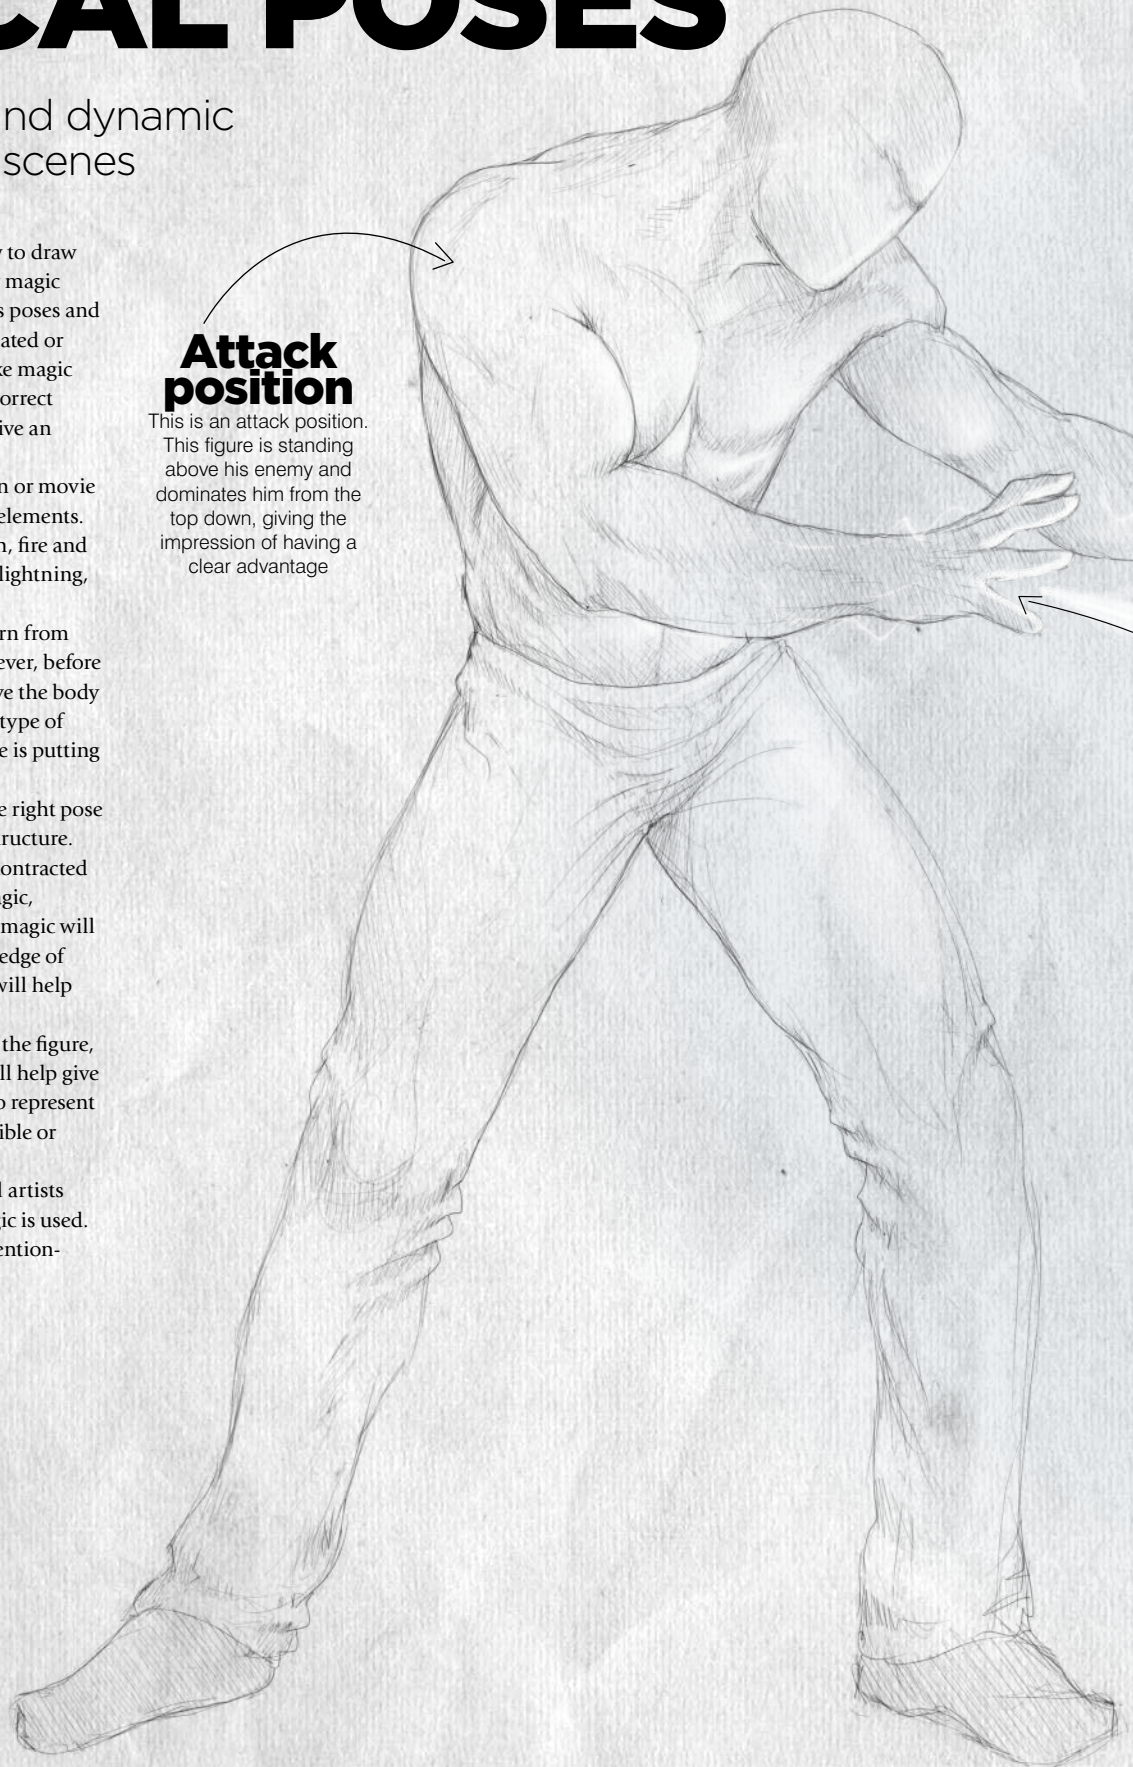 CAL POSES
nd dynamic
scenes
to draw
magic
s poses and
ated or
ke magic
orrect
ive an
n or movie
elements.
n, fire and
lightning,
rn from
ever, before
ve the body
type of
e is putting
e right pose
ructure.
ontracted
gic,
magic will
edge of
will help
the figure,
ll help give
o represent
ible or
l artists
gic is used.
ention-
Attack
position
This is an attack position.
This figure is standing
above his enemy and
dominates him from the
top down, giving the
impression of having a
clear advantage